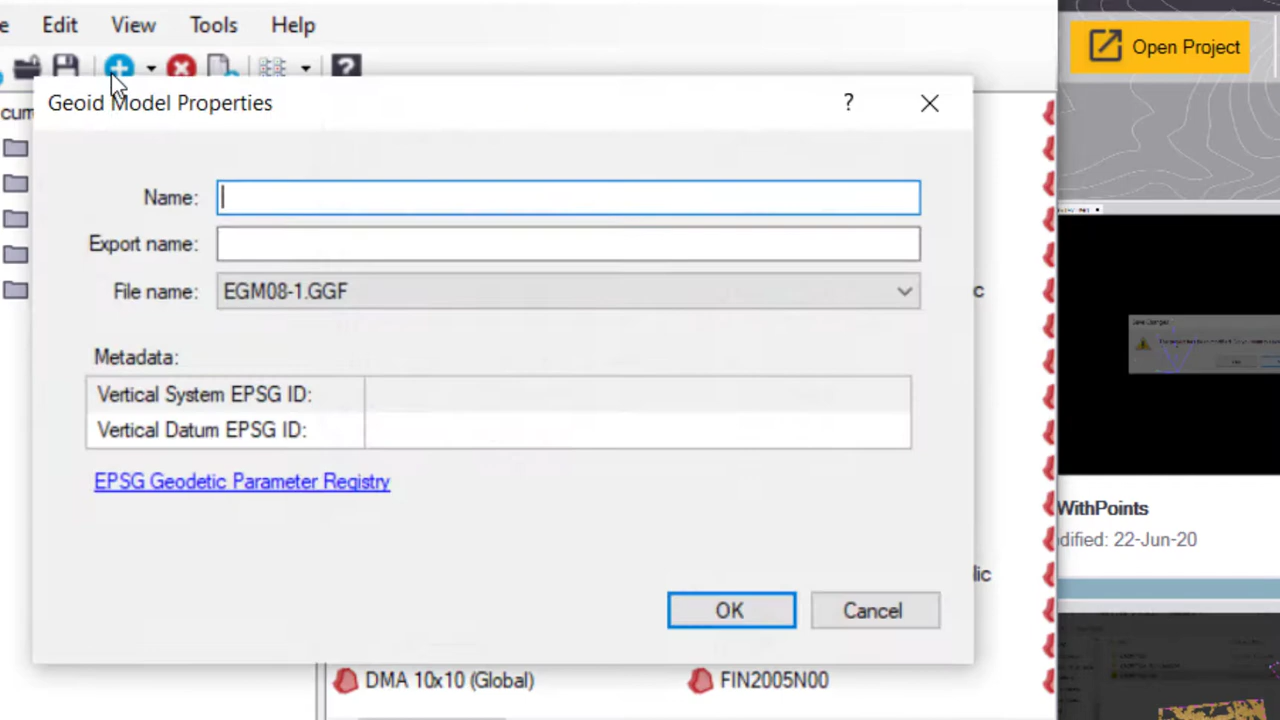 e Edit View Tools Help
Open Project
Geoid Model Properties ?
cum
Name:
Export name:
File name: EGM08-1.GGF
c
Metadata:
Vertical System EPSG ID:
Vertical Datum EPSG ID:
EPSG Geodetic Parameter Registry
WithPoints
dified: 22-Jun-20
lic
OK Cancel
DMA 10x10 (Global) FIN2005N00